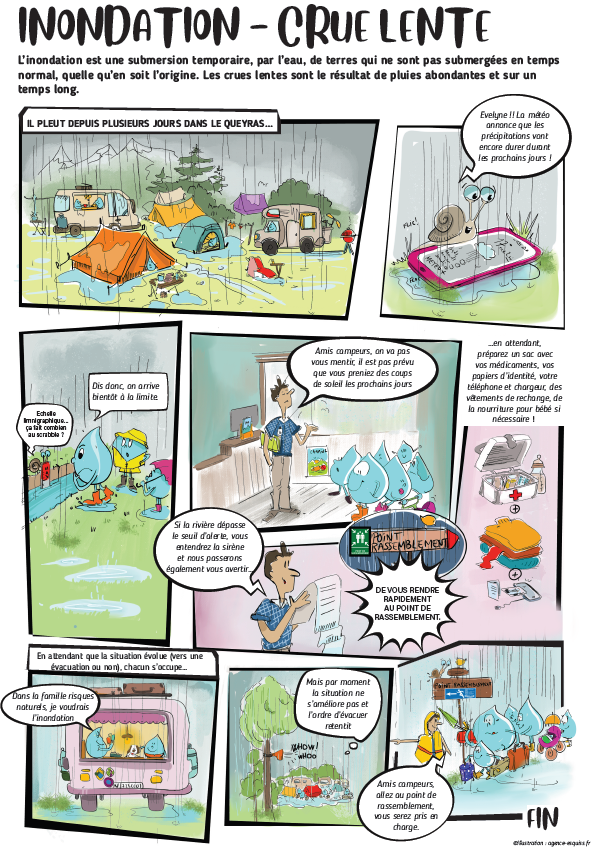 INONDATION - CRUE LENTE
L'inondation est une submersion temporaire, par l'eau, de terres qui ne sont pas submergées en temps
normal, quelle qu'en soit l'origine. Les crues lentes sont le résultat de pluies abondantes et sur un
temps long.
IL PLEUT DEPUIS PLUSIEURS JOURS DANS LE QUEYRAS...
Evelyne !! La météo
annonce que les
précipitations vont
encore durer durant
les prochains jours !
PLIC!
Dis donc, on arrive
bientôt à la limite.
Echelle
limnigraphique...
ça fait combien
au scrabble ?
Amis campeurs, on va pas
vous mentir, il est pas prévu
que vous preniez des coups
de soleil les prochains jours
...en attendant,
préparez un sac avec
vos médicaments, vos
papiers d'identité, votre
téléphone et chargeur, des
vêtements de rechange, de
la nourriture pour bébé si
nécessaire !
Si la rivière dépasse
le seuil d'alerte, vous
entendrez la sirène
et nous passerons
également vous avertir...
POINT
RASSEMBLEMENT
DE VOUS RENDRE
RAPIDEMENT
AU POINT DE
RASSEMBLEMENT.
En attendant que la situation évolue (vers une
évacuation ou non), chacun s'occupe...
Dans la famille risques
naturels, je voudrais
l'inondation
Mais par moment
la situation ne
s'améliore pas et
l'ordre d'évacuer
retentit
WHOW!
WHOO
POINT RASSEMBLEMENT
Amis campeurs,
allez au point de
rassemblement,
vous serez pris en
charge.
FIN
©Illustration : agence-esquiss.fr